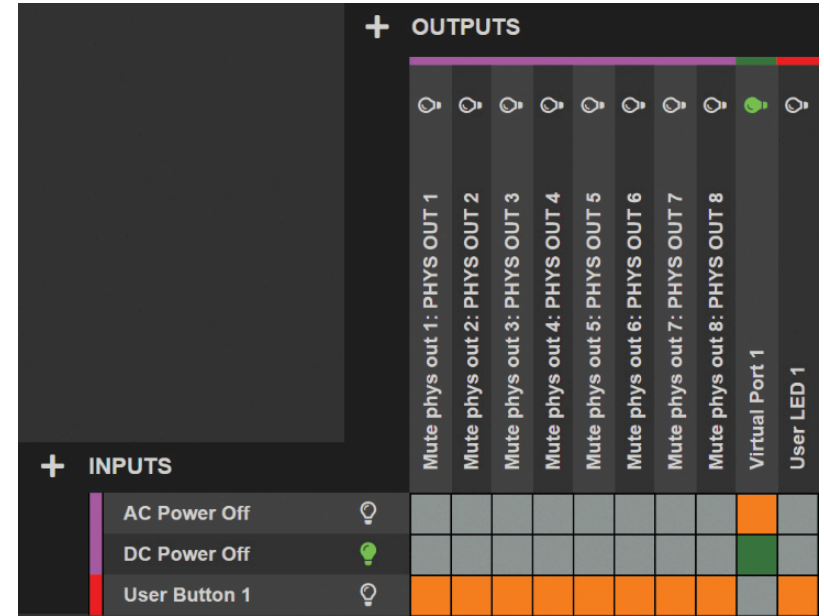 + OUTPUTS
Mute phys out 1: PHYS OUT 1
Mute phys out 2: PHYS OUT 2
Mute phys out 3: PHYS OUT 3
Mute phys out 4: PHYS OUT 4
Mute phys out 5: PHYS OUT 5
Mute phys out 6: PHYS OUT 6
Mute phys out 7: PHYS OUT 7
Mute phys out 8: PHYS OUT 8
Virtual Port 1
User LED 1
+ INPUTS
AC Power Off
DC Power Off
User Button 1